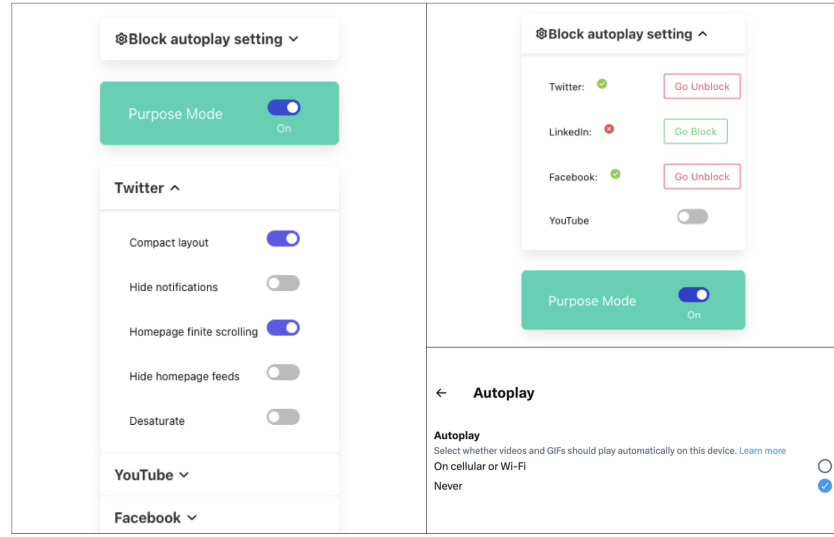 Block autoplay setting
Purpose Mode
On
Twitter
Compact layout
Hide notifications
Homepage finite scrolling
Hide homepage feeds
Desaturate
YouTube
Facebook
Block autoplay setting
Twitter:
Go Unblock
LinkedIn:
Go Block
Facebook:
Go Unblock
YouTube
Purpose Mode
On
Autoplay
Autoplay
Select whether videos and GIFs should play automatically on this device. Learn more
On cellular or Wi-Fi
Never